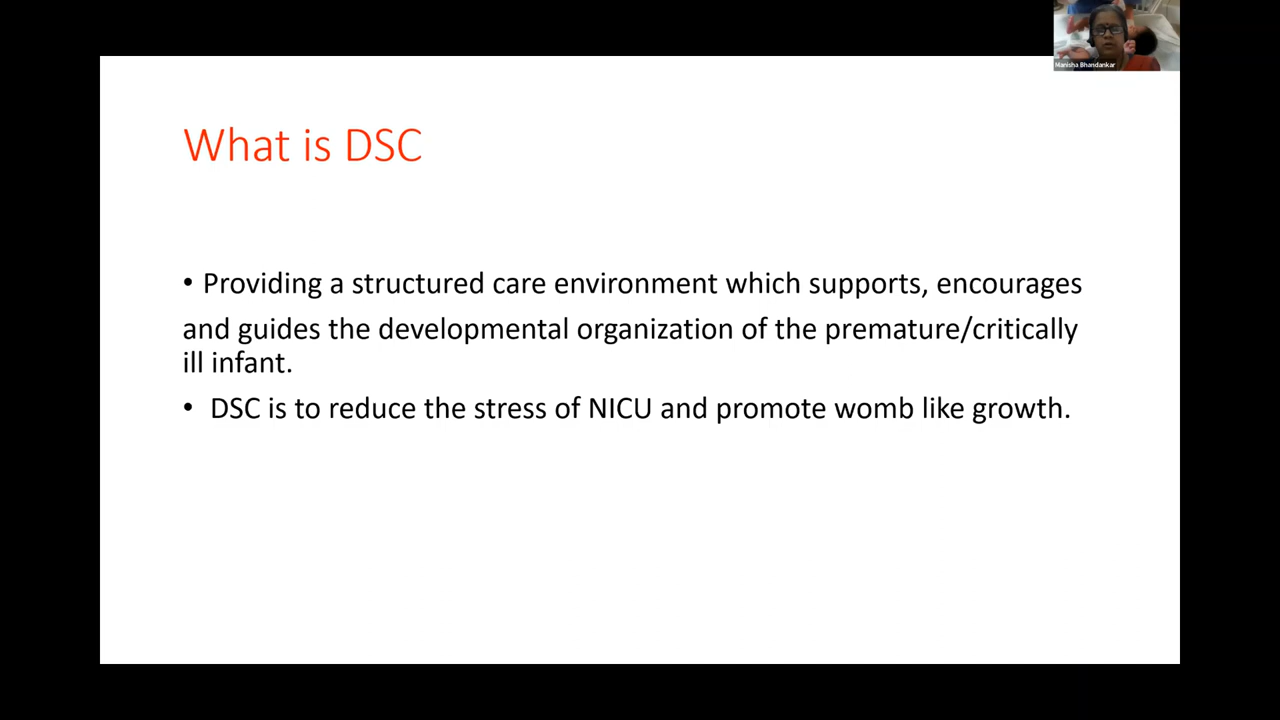 Manisha Bhandankar
What is DSC
• Providing a structured care environment which supports, encourages
and guides the developmental organization of the premature/critically
ill infant.
• DSC is to reduce the stress of NICU and promote womb like growth.